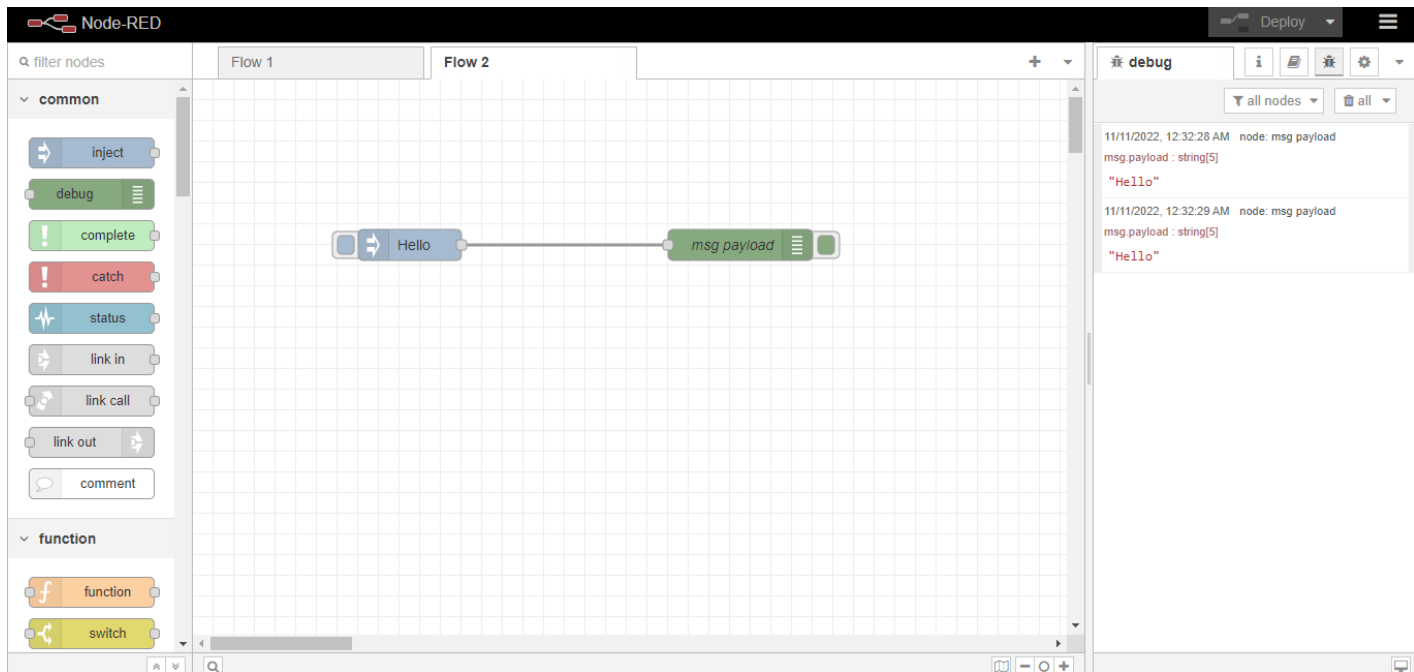 Node-RED
Deploy
filter nodes
Flow 1
Flow 2
debug
i
all nodes
all
common
inject
debug
complete
catch
status
link in
link call
link out
comment
function
function
switch
Hello
msg payload
11/11/2022, 12:32:28 AM node: msg payload
msg.payload : string[5]
"Hello"
11/11/2022, 12:32:29 AM node: msg payload
msg.payload : string[5]
"Hello"